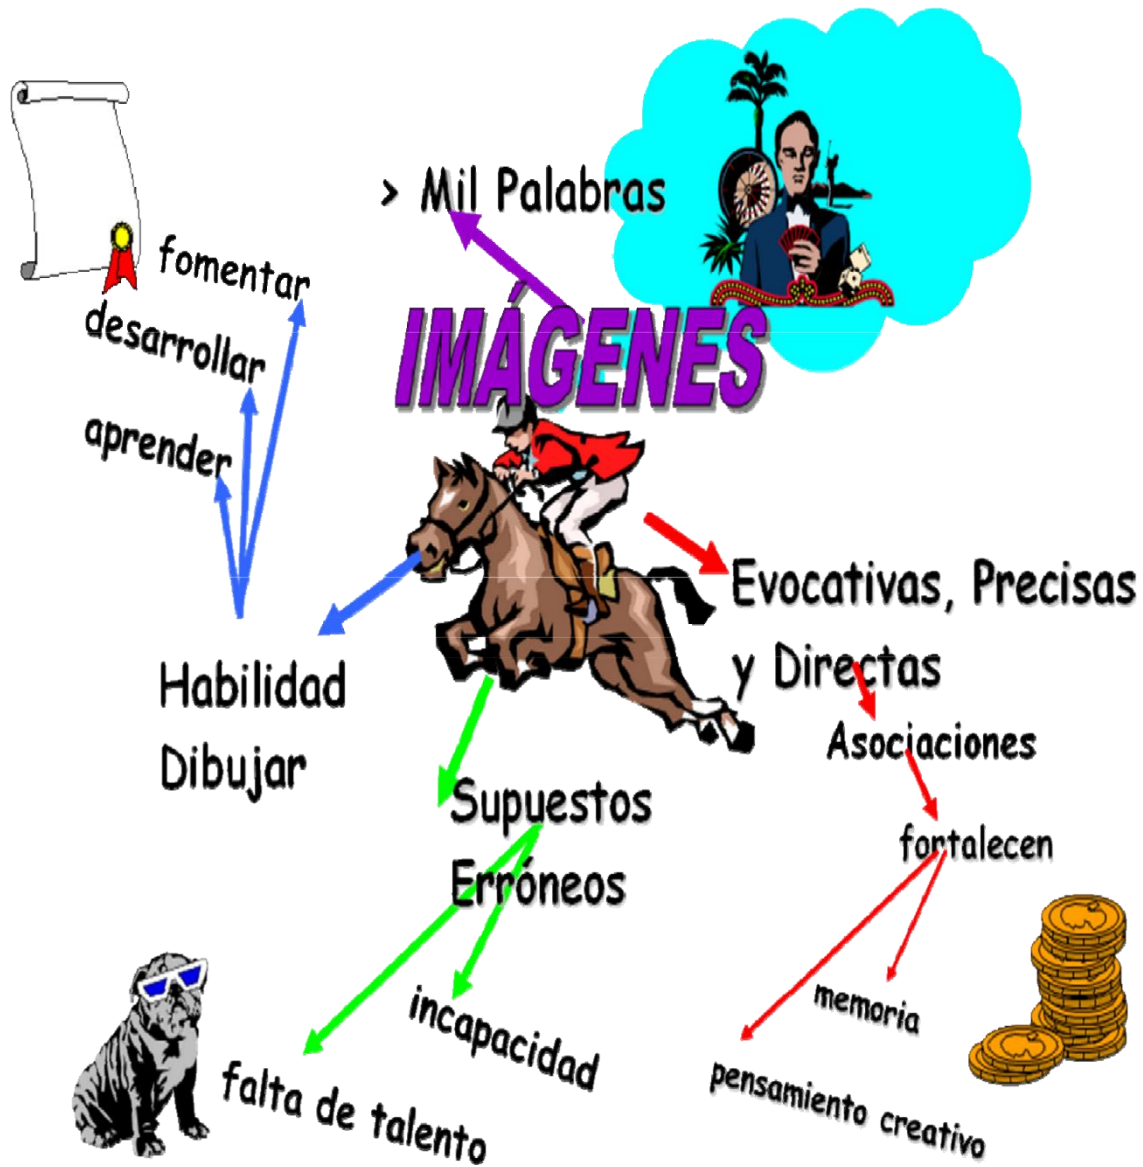 > Mil Palabras
fomentar
desarrollar
aprender
IMÁGENES
Evocativas, Precisas
y Directas
Habilidad
Dibujar
Asociaciones
Supuestos
Erróneos
fortalecen
incapacidad
memoria
falta de talento
pensamiento creativo